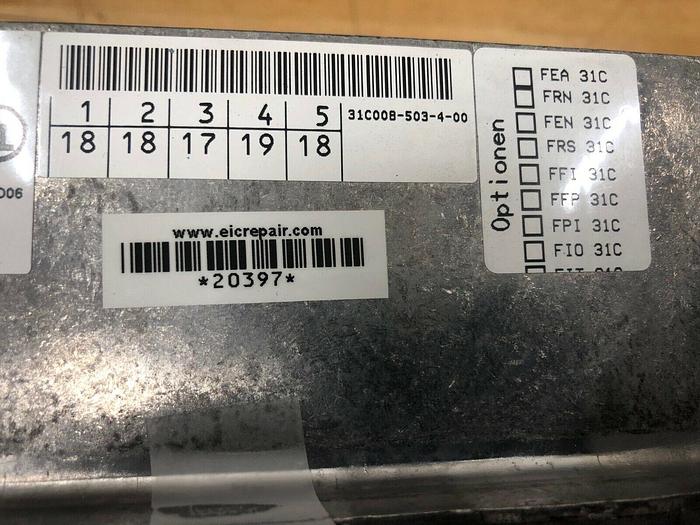 1 2 3 4 5
18 18 17 19 18
31C008-503-4-00
www.eicrepair.com
*20397*
Optionen
FEA 31C
FRN 31C
FEN 31C
FRS 31C
FFI 31C
FFP 31C
FPI 31C
FIO 31C